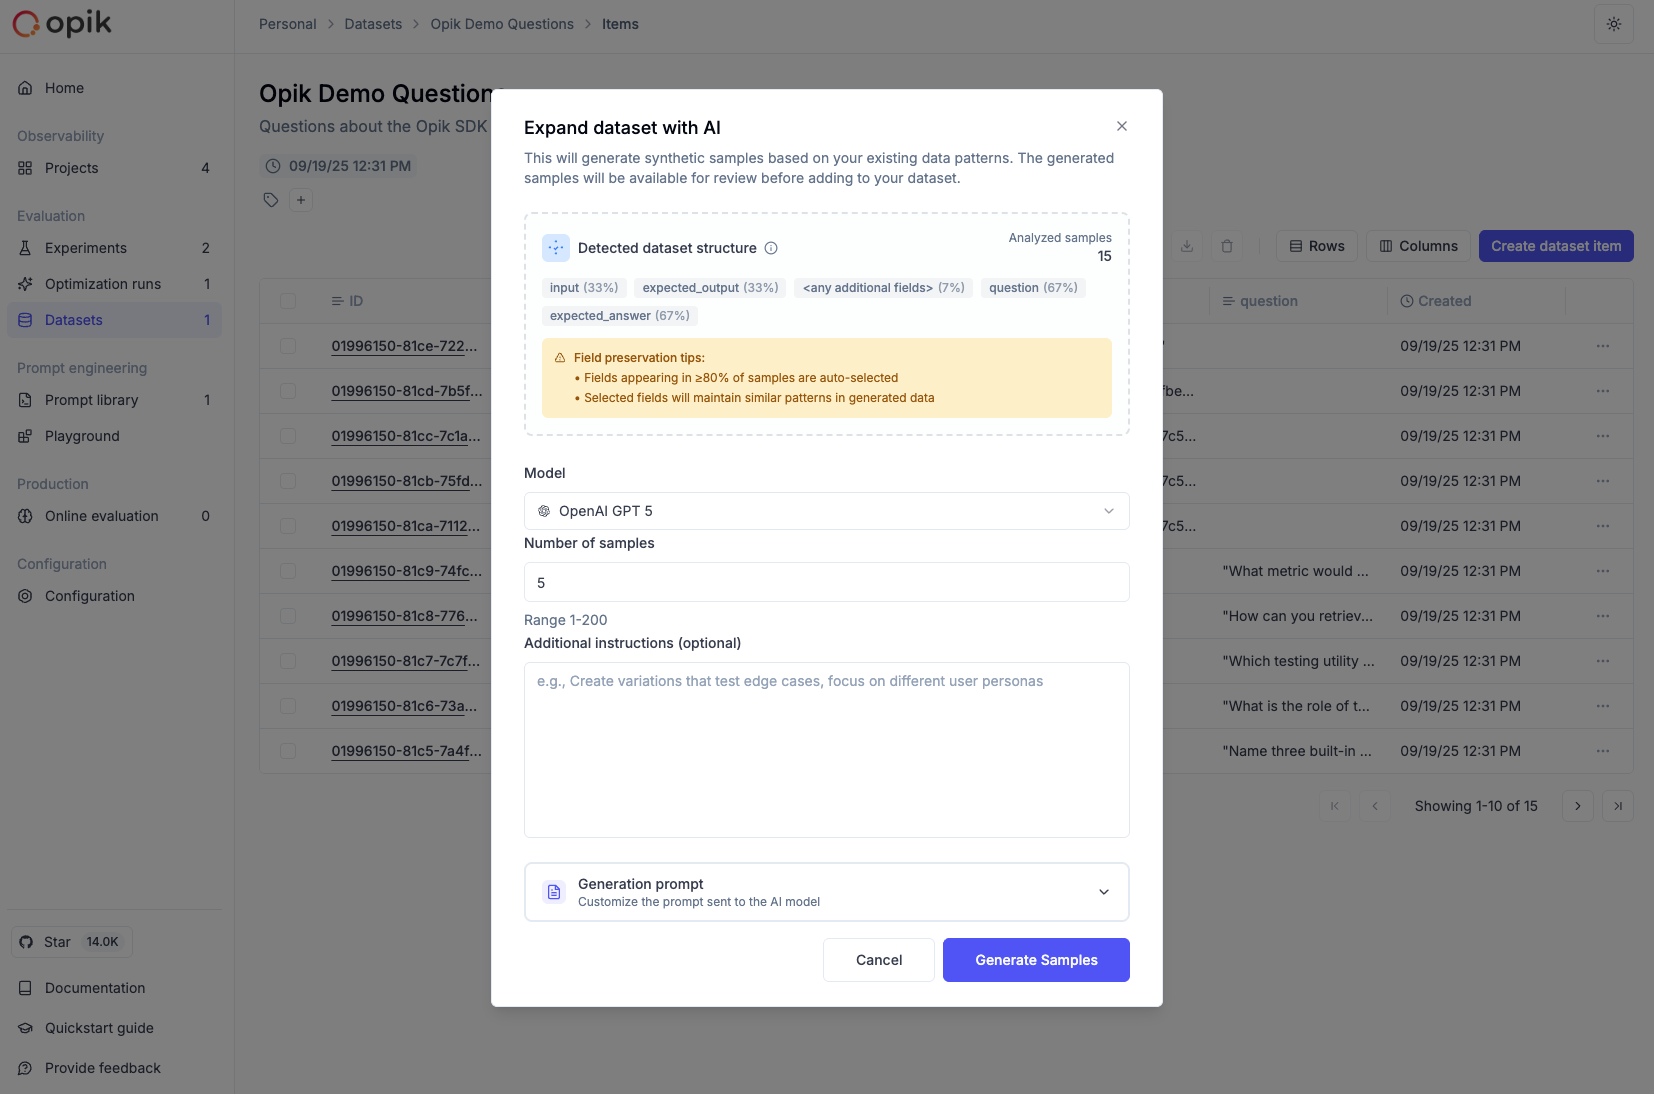 opik
Personal > Datasets > Opik Demo Questions > Items
Home
Observability
Projects 4
Evaluation
Experiments 2
Optimization runs 1
Datasets 1
Prompt engineering
Prompt library 1
Playground
Production
Online evaluation 0
Configuration
Configuration
Star 14.0K
Documentation
Quickstart guide
Provide feedback
Opik Demo Question
Questions about the Opik SDK
09/19/25 12:31 PM
+
Rows
Columns
Create dataset item
ID question Created
01996150-81ce-722... 09/19/25 12:31 PM
01996150-81cd-7b5f... fbe... 09/19/25 12:31 PM
01996150-81cc-7c1a... 7c5... 09/19/25 12:31 PM
01996150-81cb-75fd... 7c5... 09/19/25 12:31 PM
01996150-81ca-7112... 7c5... 09/19/25 12:31 PM
01996150-81c9-74fc... "What metric would ... 09/19/25 12:31 PM
01996150-81c8-776... "How can you retriev... 09/19/25 12:31 PM
01996150-81c7-7c7f... "Which testing utility ... 09/19/25 12:31 PM
01996150-81c6-73a... "What is the role of t... 09/19/25 12:31 PM
01996150-81c5-7a4f... "Name three built-in ... 09/19/25 12:31 PM
Showing 1-10 of 15
Expand dataset with AI
This will generate synthetic samples based on your existing data patterns. The generated
samples will be available for review before adding to your dataset.
Detected dataset structure
Analyzed samples
15
input (33%) expected_output (33%) <any additional fields> (7%) question (67%)
expected_answer (67%)
Field preservation tips:
• Fields appearing in ≥80% of samples are auto-selected
• Selected fields will maintain similar patterns in generated data
Model
OpenAI GPT 5
Number of samples
5
Range 1-200
Additional instructions (optional)
e.g., Create variations that test edge cases, focus on different user personas
Generation prompt
Customize the prompt sent to the AI model
Cancel
Generate Samples